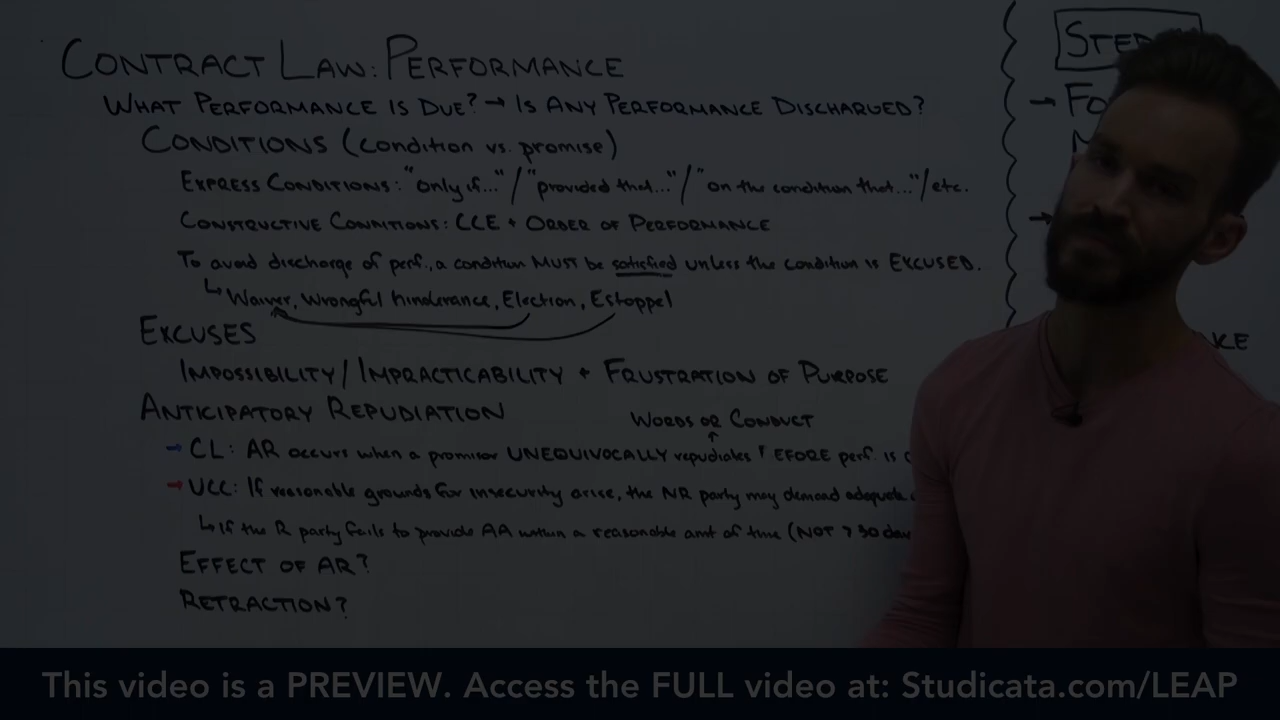 CONTRACT LAW: PERFORMANCE
WHAT PERFORMANCE IS DUE? → IS ANY PERFORMANCE DISCHARGED?
CONDITIONS (condition vs. promise)
EXPRESS CONDITIONS: "only if..." / "provided that..." / "on the condition that..." / etc.
CONSTRUCTIVE CONDITIONS: CCE + ORDER OF PERFORMANCE
To avoid discharge of perf., a condition MUST be satisfied unless the condition is EXCUSED.
↳ Waiver, Wrongful hinderance, Election, Estoppel
EXCUSES
IMPOSSIBILITY/IMPRACTICABILITY + FRUSTRATION OF PURPOSE
ANTICIPATORY REPUDIATION
WORDS OR CONDUCT
→ CL: AR occurs when a promisor UNEQUIVOCALLY repudiates perf. is
→ UCC: If reasonable grounds for insecurity arise, the NR party may demand adequate
↳ If the R party fails to provide AA within a reasonable amt of time (NOT > 30
EFFECT OF AR?
RETRACTION?
This video is a PREVIEW. Access the FULL video at: Studicata.com/LEAP